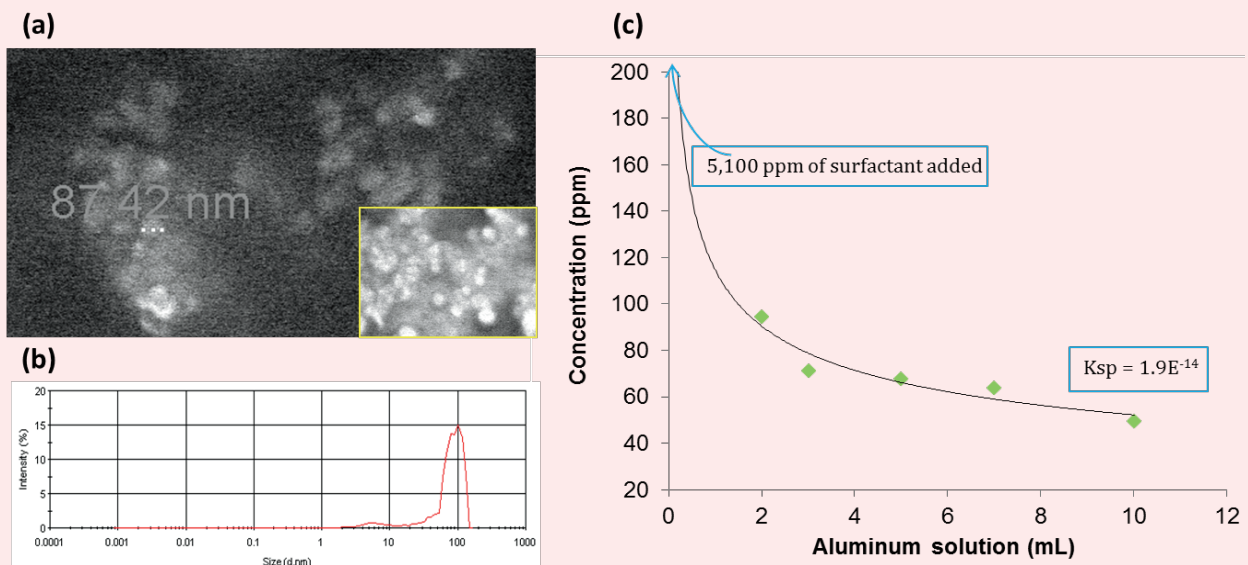 (a)
87.42 nm
(b)
Intensity (%)
20
15
10
5
0
0.0001 0.001 0.01 0.1 1 10 100 1000
Size (d.nm)
(c)
Concentration (ppm)
200
180
160
140
120
100
80
60
40
20
5,100 ppm of surfactant added
Ksp = 1.9E-14
0 2 4 6 8 10 12
Aluminum solution (mL)